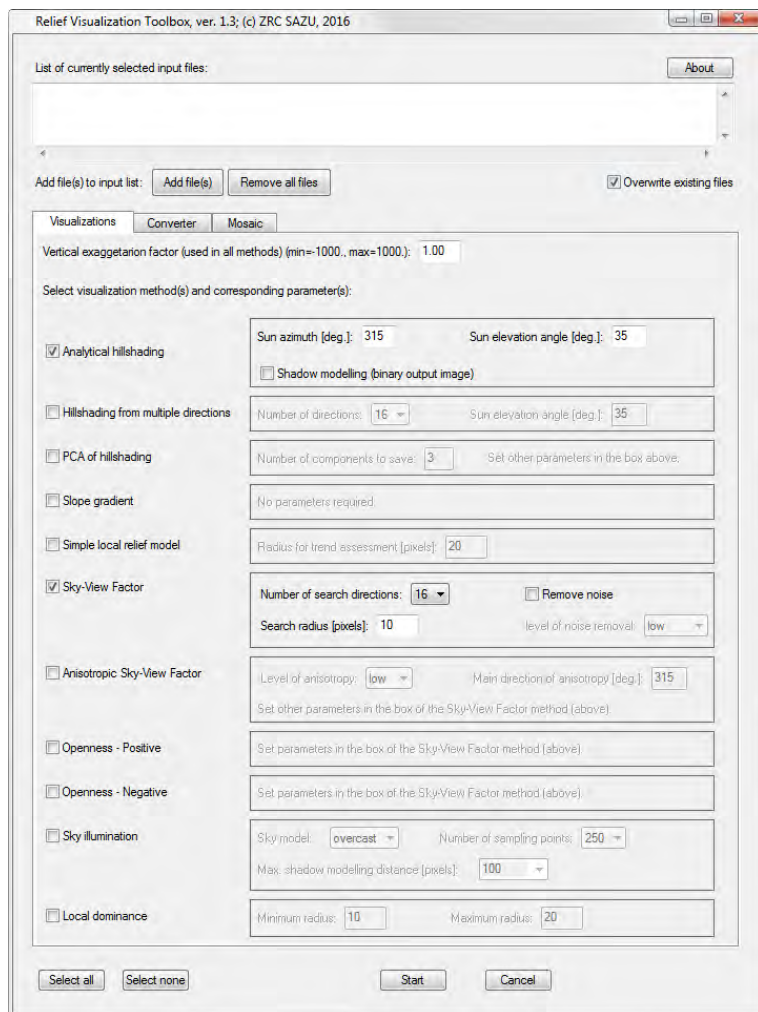 Relief Visualization Toolbox, ver. 1.3; (c) ZRC SAZU, 2016
List of currently selected input files:
About
Add file(s) to input list: Add file(s) Remove all files Overwrite existing files
Visualizations Converter Mosaic
Vertical exaggetarion factor (used in all methods) (min=-1000., max=1000.): 1.00
Select visualization method(s) and corresponding parameter(s):
Analytical hillshading
Sun azimuth [deg.]: 315 Sun elevation angle [deg.]: 35
Shadow modelling (binary output image)
Hillshading from multiple directions Number of directions: 16 Sun elevation angle [deg.]: 35
PCA of hillshading Number of components to save: 3 Set other parameters in the box above.
Slope gradient No parameters required.
Simple local relief model Radius for trend assessment [pixels]: 20
Sky-View Factor
Number of search directions: 16 Remove noise
Search radius [pixels]: 10 level of noise removal: low
Anisotropic Sky-View Factor
Level of anisotropy: low Main direction of anisotropy [deg.]: 315
Set other parameters in the box of the Sky-View Factor method (above).
Openness - Positive Set parameters in the box of the Sky-View Factor method (above).
Openness - Negative Set parameters in the box of the Sky-View Factor method (above).
Sky illumination
Sky model: overcast Number of sampling points: 250
Max. shadow modelling distance [pixels]: 100
Local dominance Minimum radius: 10 Maximum radius: 20
Select all Select none Start Cancel